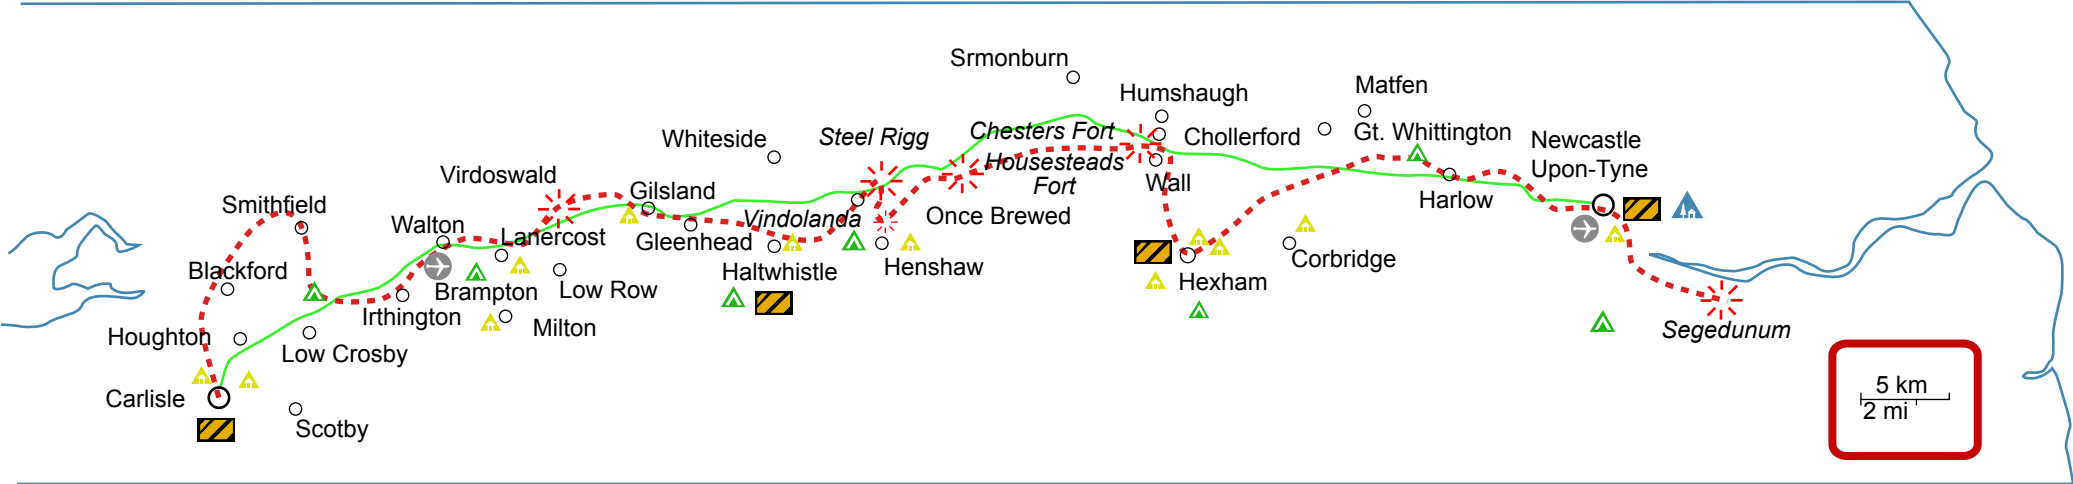 Srmonburn
Matfen
Humshaugh
Chesters Fort
Steel Rigg
Chollerford
Gt. Whittington
Newcastle
Upon-Tyne
Whiteside
Housesteads
Fort
Virdoswald
Gilsland
Wall
Harlow
Smithfield
Walton
Vindolanda
Once Brewed
Lanercost
Gleenhead
Corbridge
Blackford
Haltwhistle
Henshaw
Hexham
Brampton
Low Row
Irthington
Milton
Segedunum
Houghton
Low Crosby
Carlisle
Scotby
5 km
2 mi